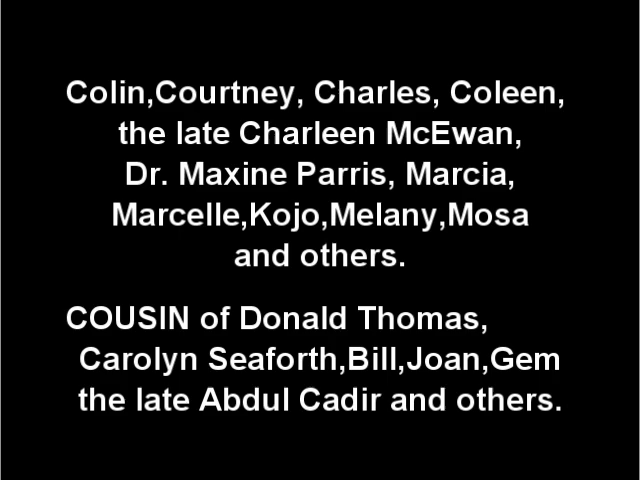 Colin,Courtney, Charles, Coleen,
the late Charleen McEwan,
Dr. Maxine Parris, Marcia,
Marcelle,Kojo,Melany,Mosa
and others.
COUSIN of Donald Thomas,
Carolyn Seaforth,Bill,Joan,Gem
the late Abdul Cadir and others.